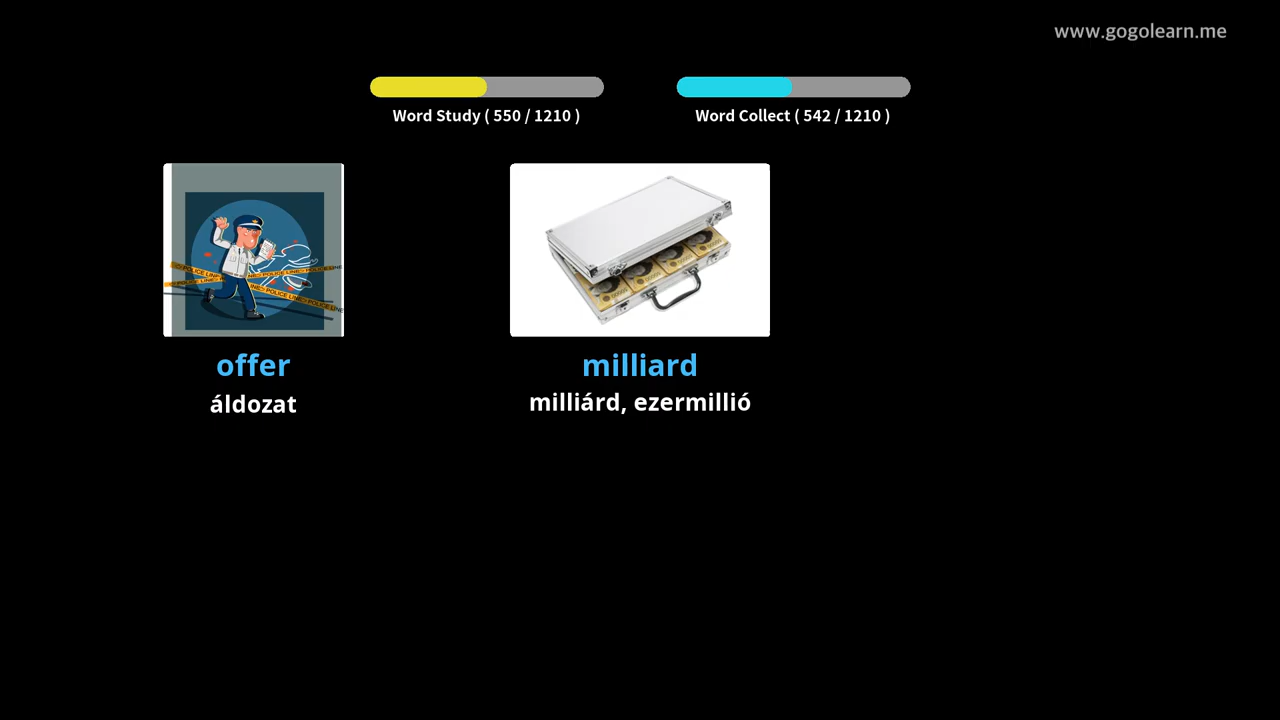 www.gogolearn.me
Word Study ( 550 / 1210 )
Word Collect ( 542 / 1210 )
offer
áldozat
milliard
milliárd, ezermillió